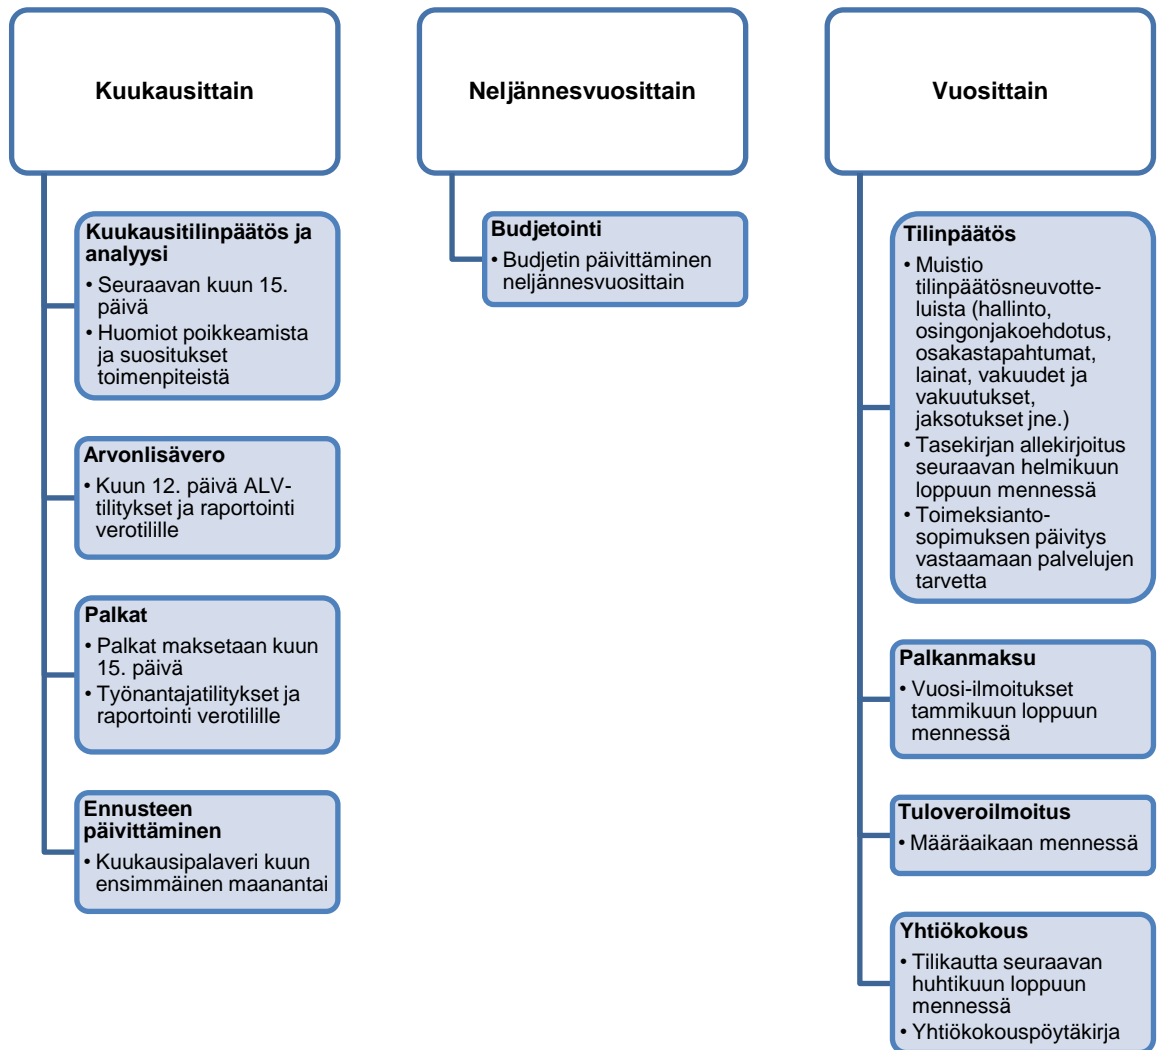 Kuukausittain
Kuukausitilinpäätös ja
analyysi
• Seuraavan kuun 15.
päivä
• Huomiot poikkeamista
ja suositukset
toimenpiteistä
Arvonlisävero
• Kuun 12. päivä ALV-
tilitykset ja raportointi
verotilille
Palkat
• Palkat maksetaan kuun
15. päivä
• Työnantajatilitykset ja
raportointi verotilille
Ennusteen
päivittäminen
• Kuukausipalaveri kuun
ensimmäinen maanantai
Neljännesvuosittain
Budjetointi
• Budjetin päivittäminen
neljännesvuosittain
Vuosittain
Tilinpäätös
• Muistio
tilinpäätösneuvotte-
luista (hallinto,
osingonjakoehdotus,
osakastapahtumat,
lainat, vakuudet ja
vakuutukset,
jaksotukset jne.)
• Tasekirjan allekirjoitus
seuraavan helmikuun
loppuun mennessä
• Toimeksianto-
sopimuksen päivitys
vastaamaan palvelujen
tarvetta
Palkanmaksu
• Vuosi-ilmoitukset
tammikuun loppuun
mennessä
Tuloveroilmoitus
• Määräaikaan mennessä
Yhtiökokous
• Tilikautta seuraavan
huhtikuun loppuun
mennessä
• Yhtiökokouspöytäkirja